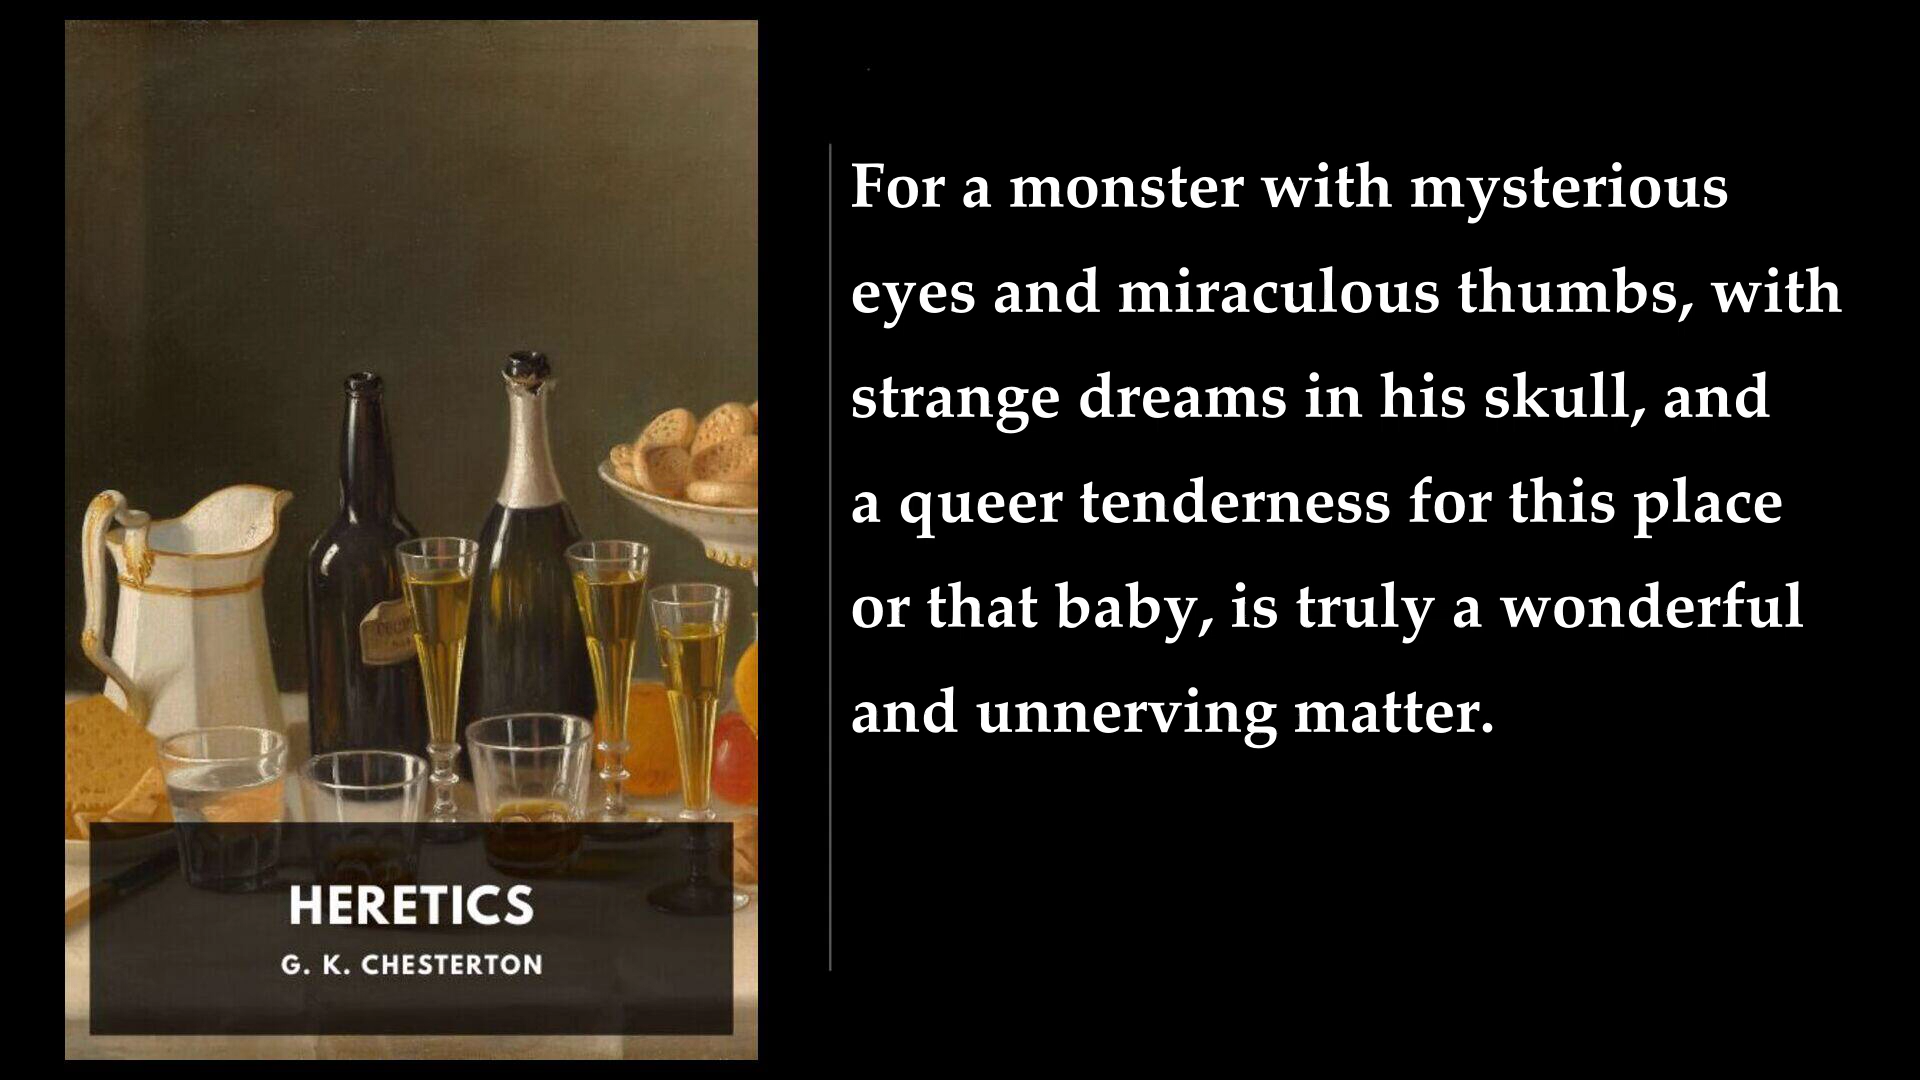 For a monster with mysterious
eyes and miraculous thumbs, with
strange dreams in his skull, and
a queer tenderness for this place
or that baby, is truly a wonderful
and unnerving matter.
HERETICS
G. K. CHESTERTON